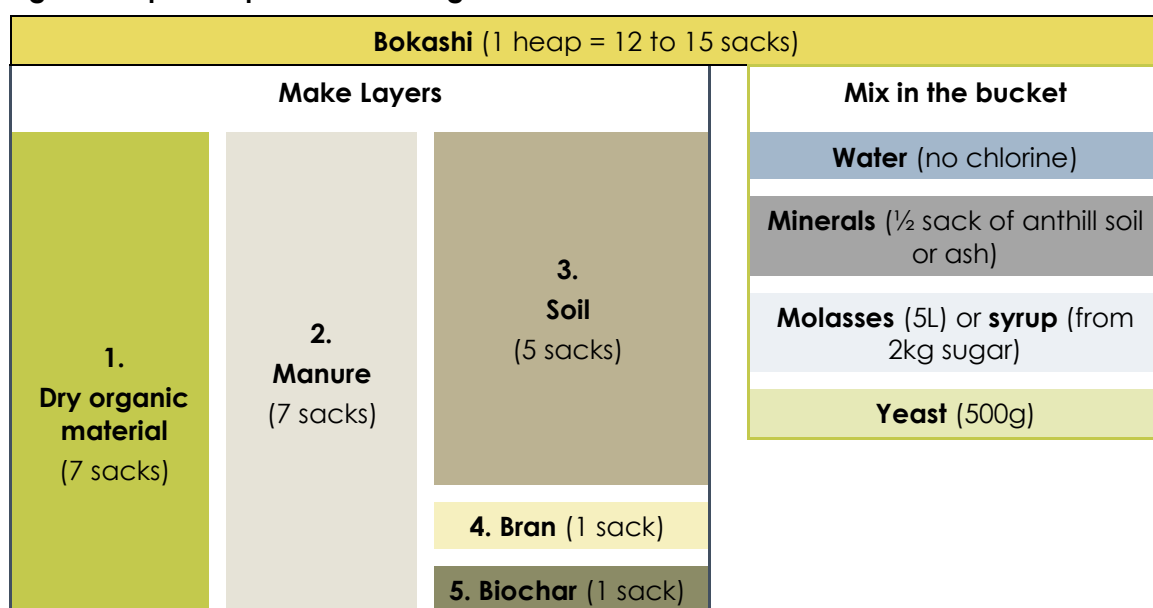 Bokashi (1 heap = 12 to 15 sacks)
Make Layers
1.
Dry organic
material
(7 sacks)
2.
Manure
(7 sacks)
3.
Soil
(5 sacks)
4. Bran (1 sack)
5. Biochar (1 sack)
Mix in the bucket
Water (no chlorine)
Minerals (½ sack of anthill soil
or ash)
Molasses (5L) or syrup (from
2kg sugar)
Yeast (500g)